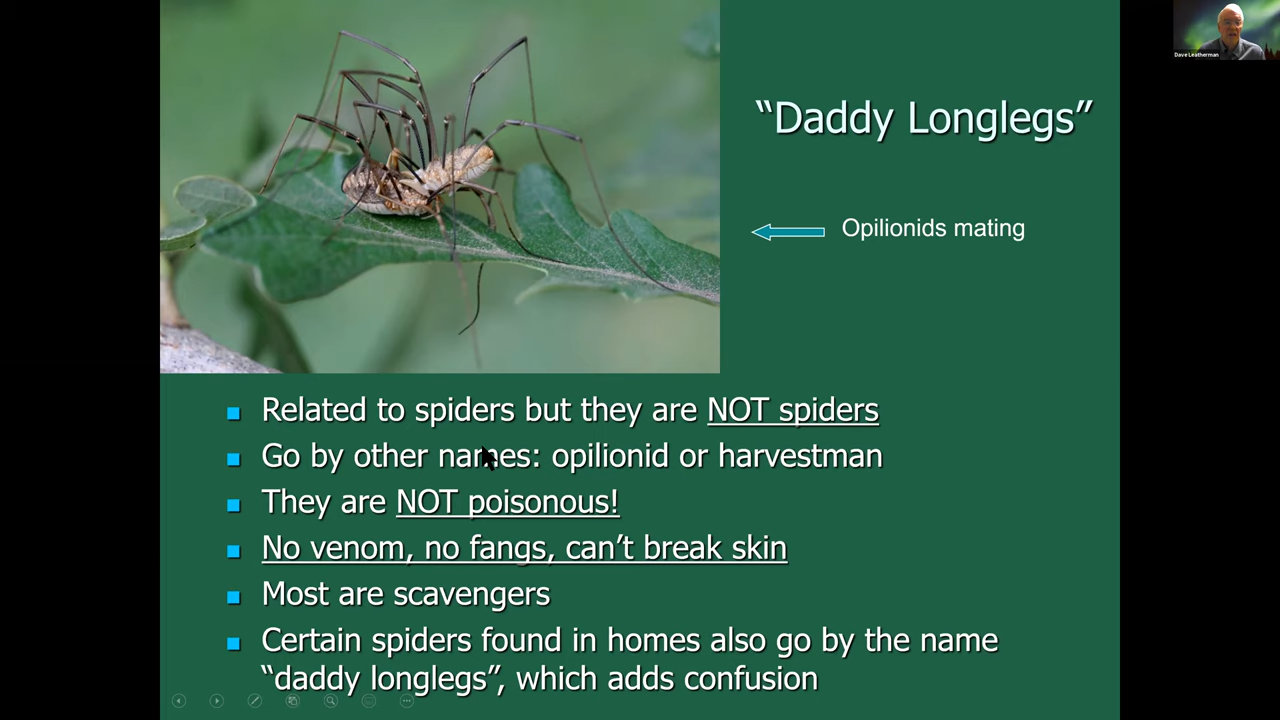 Dave Leatherman
“Daddy Longlegs”
Opilionids mating
Related to spiders but they are NOT spiders
Go by other names: opilionid or harvestman
They are NOT poisonous!
No venom, no fangs, can’t break skin
Most are scavengers
Certain spiders found in homes also go by the name
“daddy longlegs”, which adds confusion